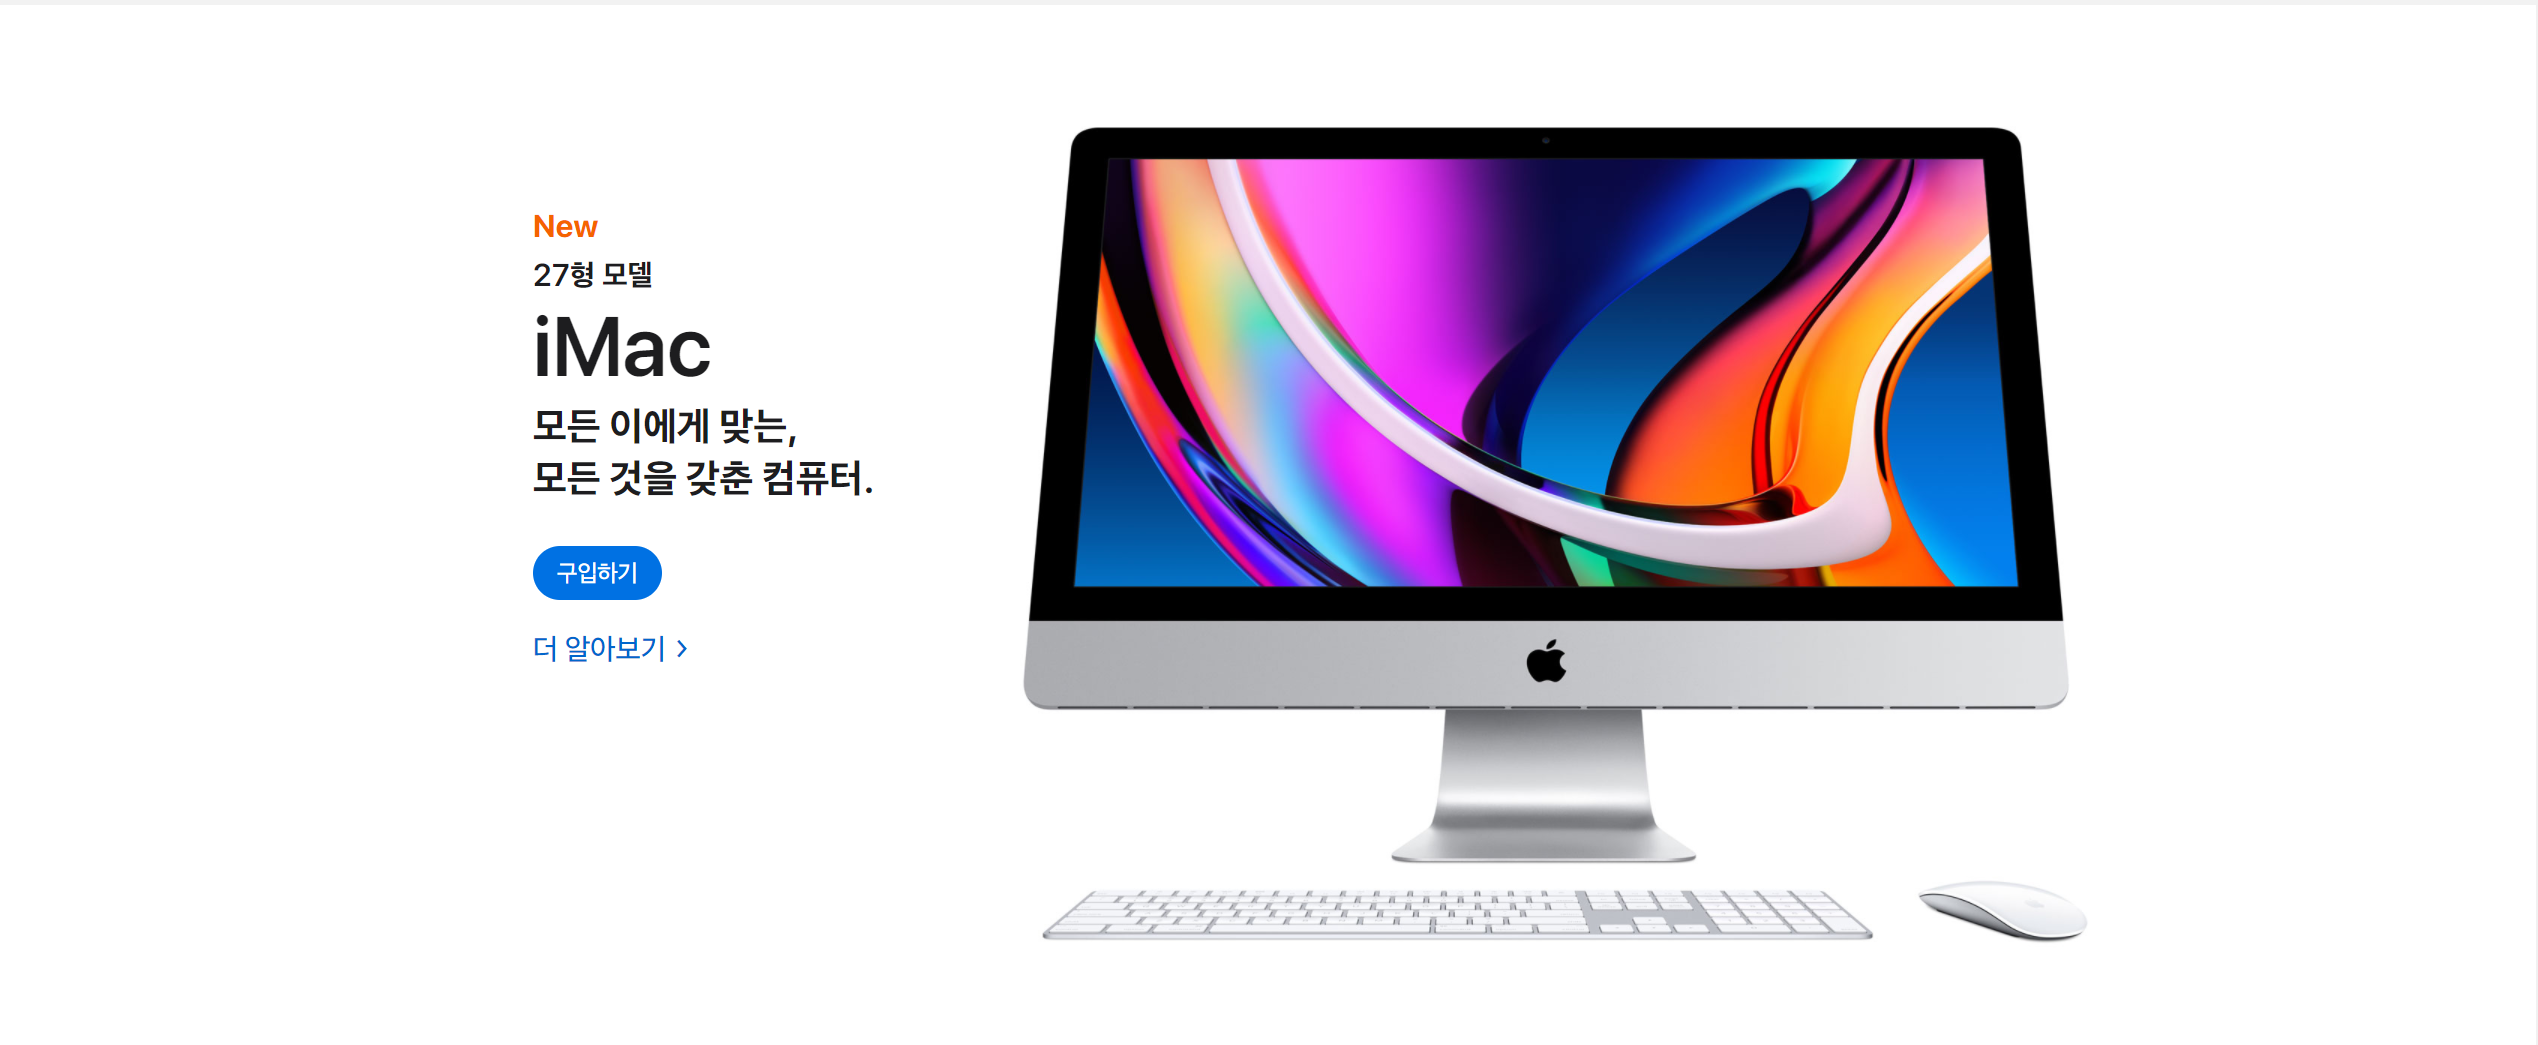 New
27형 모델
iMac
모든 이에게 맞는,
모든 것을 갖춘 컴퓨터.
구입하기
더 알아보기 >